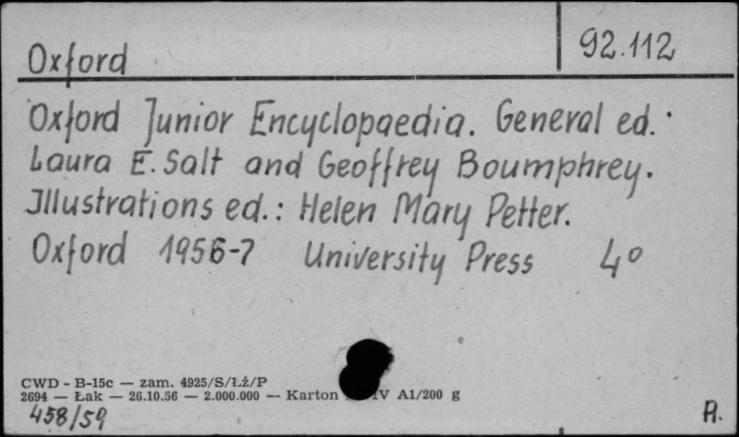 Oxford
92.112
Oxford Junior Encyclopaedia. General ed.:
Laura E. Salt and Geoffrey Boumphrey.
Illustrations ed.: Helen Mary Petter.
Oxford 1956-7 University Press 4°
CWD - B-15c — zam. 4925/S/Łź/P
2694 — Łak — 26.10.56 — 2.000.000 — Karton IV A1/200 g
458/59
A.